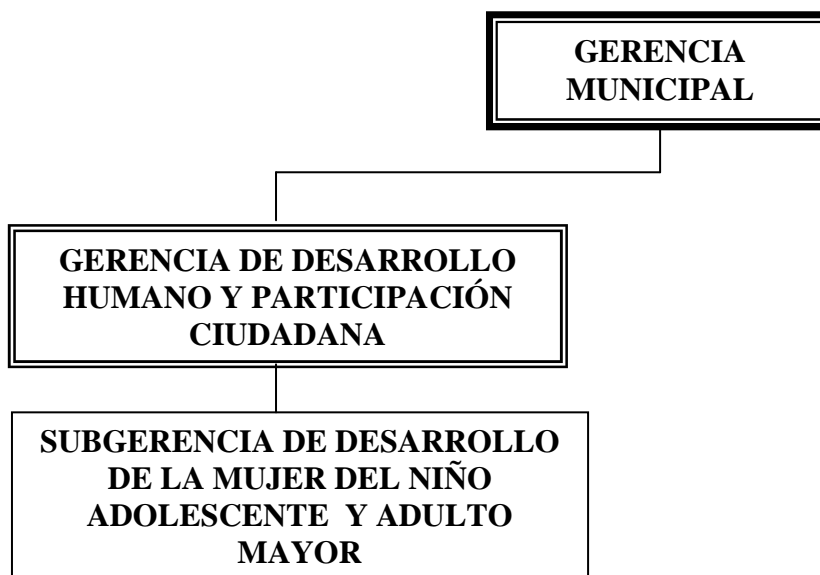 GERENCIA
MUNICIPAL
GERENCIA DE DESARROLLO
HUMANO Y PARTICIPACIÓN
CIUDADANA
SUBGERENCIA DE DESARROLLO
DE LA MUJER DEL NIÑO
ADOLESCENTE Y ADULTO
MAYOR